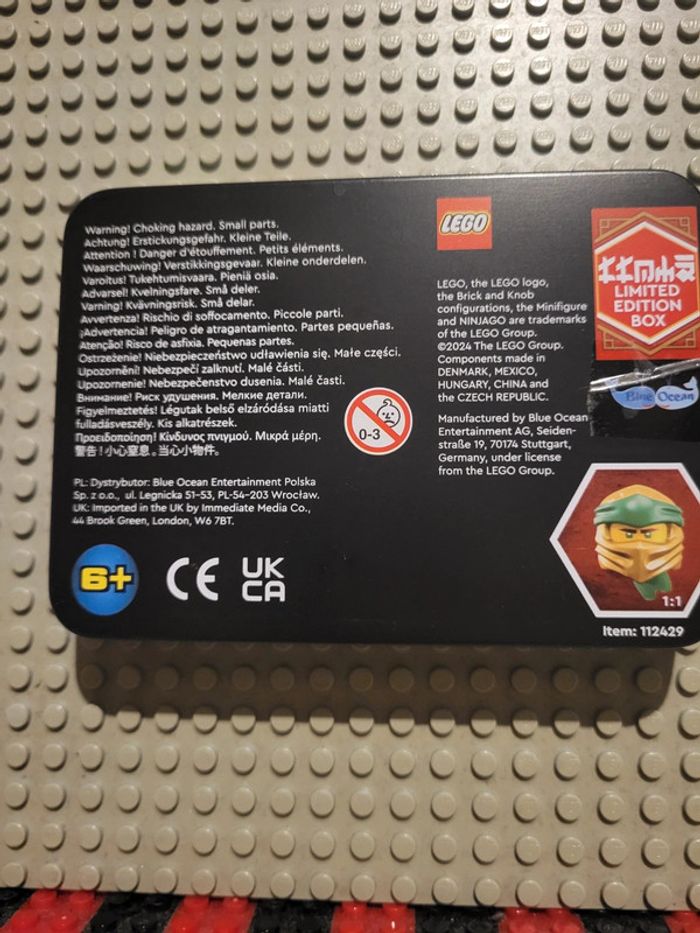 Warning! Choking hazard. Small parts.
Achtung! Erstickungsgefahr. Kleine Teile.
Attention ! Danger d'étouffement. Petits éléments.
Waarschuwing! Verstikkingsgevaar. Kleine onderdelen.
Varoitus! Tukehtumisvaara. Pieniä osia.
Advarsel! Kvelningsfare. Små deler.
Varning! Kvävningsrisk. Små delar.
Avvertenza! Rischio di soffocamento. Piccole parti.
¡Advertencia! Peligro de atragantamiento. Partes pequeñas.
Atenção! Risco de asfixia. Pequenas partes.
Ostrzeżenie! Niebezpieczeństwo udławienia się. Małe części.
Upozornění! Nebezpečí zalknutí. Malé části.
Upozornenie! Nebezpečenstvo dusenia. Malé časti.
Внимание! Риск удушения. Мелкие детали.
Figyelmeztetés! Légutak belső elzáródása miatti
fulladásveszély. Kis alkatrészek.
Προειδοποίηση! Κίνδυνος πνιγμού. Μικρά μέρη.
警告！小心窒息。当心小物件。
PL: Dystrybutor: Blue Ocean Entertainment Polska
Sp. z o.o., ul. Legnicka 51-53, PL-54-203 Wrocław.
UK: Imported in the UK by Immediate Media Co.,
44 Brook Green, London, W6 7BT.
6+
CE
UK
CA
0-3
LEGO
LEGO, the LEGO logo,
the Brick and Knob
configurations, the Minifigure
and NINJAGO are trademarks
of the LEGO Group.
©2024 The LEGO Group.
Components made in
DENMARK, MEXICO,
HUNGARY, CHINA and
the CZECH REPUBLIC.
Manufactured by Blue Ocean
Entertainment AG, Seiden-
straße 19, 70174 Stuttgart,
Germany, under license
from the LEGO Group.
LIMITED
EDITION
BOX
Blue Ocean
1:1
Item: 112429